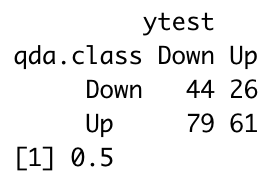 ytest
qda.class Down Up
Down 44 26
Up 79 61
[1] 0.5